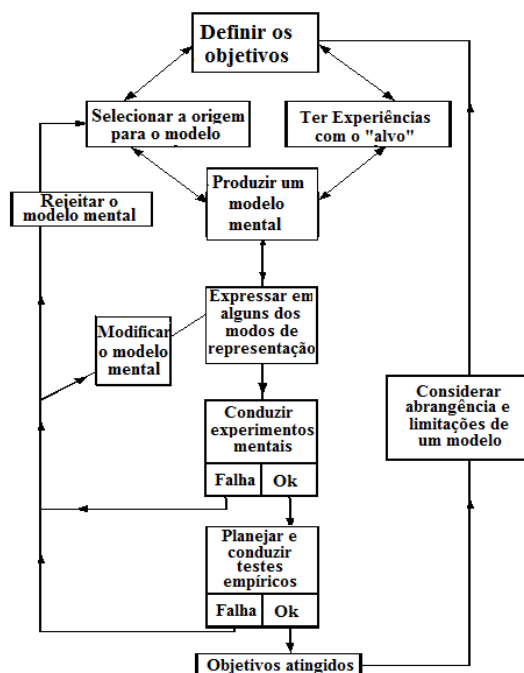 Definir os
objetivos
Selecionar a origem
para o modelo
Ter Experiências
com o "alvo"
Produzir um
modelo
mental
Rejeitar o
modelo mental
Expressar em
alguns dos
modos de
representação
Modificar
o modelo
mental
Conduzir
experimentos
mentais
Falha Ok
Considerar
abrangência e
limitações de
um modelo
Planejar e
conduzir
testes
empíricos
Falha Ok
Objetivos atingidos